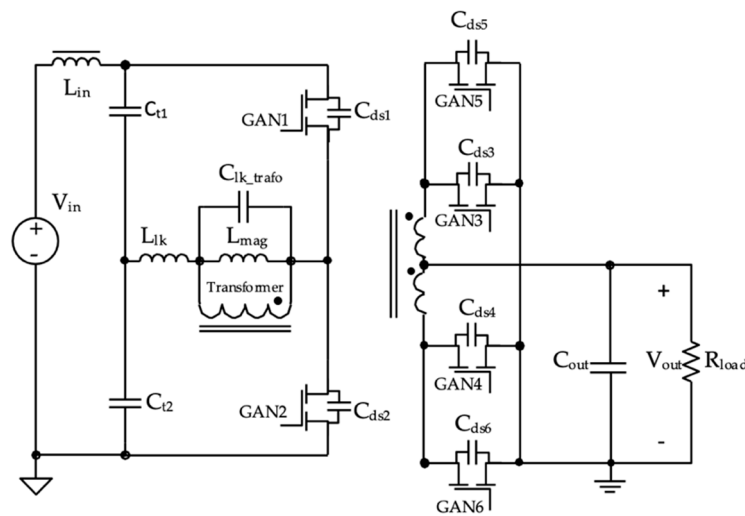 Cds5
GAN5
Lin
Ct1
GAN1
Cds1
Cds3
GAN3
Clk_trafo
Vin
+
-
Llk
Lmag
Transformer
Cds4
GAN4
+
Cout
Vout
Rload
Ct2
GAN2
Cds2
Cds6
-
GAN6